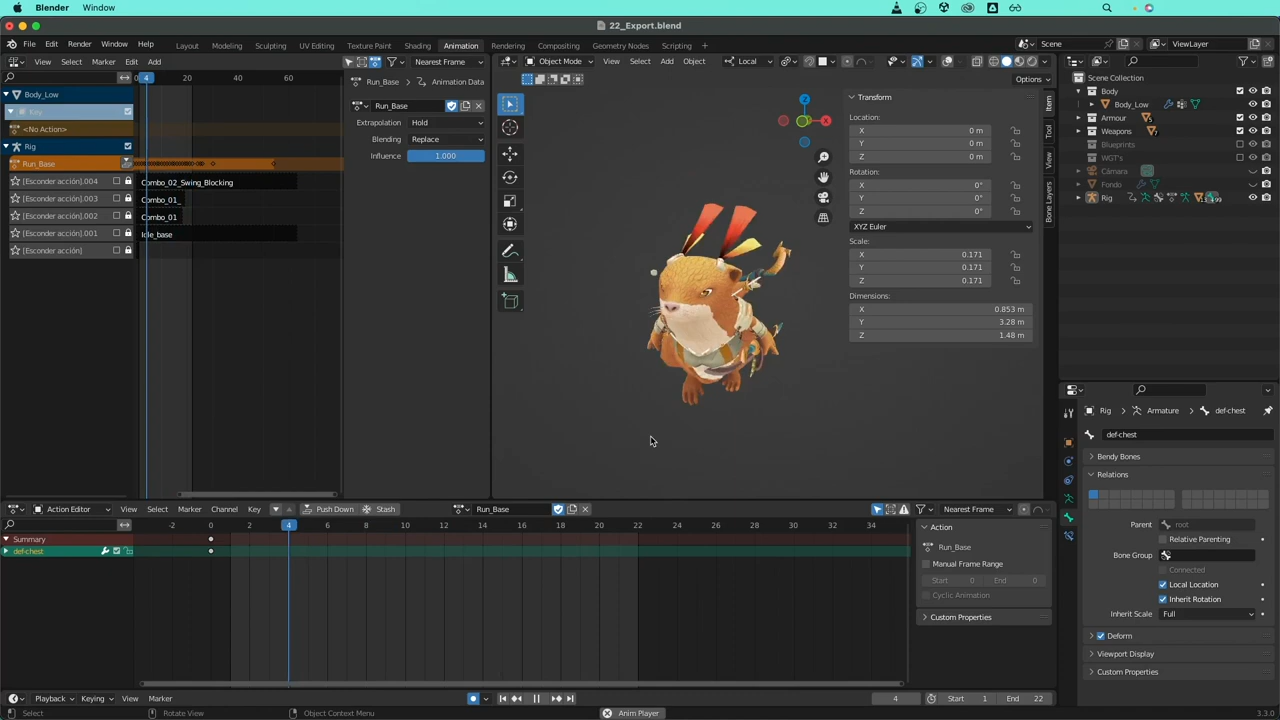 Blender Window
22_Export.blend
File Edit Render Window Help Layout Modeling Sculpting UV Editing Texture Paint Shading Animation Rendering Compositing Geometry Nodes Scripting + Scene ViewLayer
View Select Marker Edit Add Nearest Frame
Object Mode View Select Add Object Local
Options
0 4 20 40 60
Body_Low
Key
<No Action>
Rig
Run_Base
[Esconder acción].004 Combo_02_Swing_Blocking
[Esconder acción].003 Combo_01_
[Esconder acción].002 Combo_01
[Esconder acción].001 Idle_base
[Esconder acción]
Run_Base Animation Data
Run_Base
Extrapolation Hold
Blending Replace
Influence 1.000
Transform
Location:
X 0 m
Y 0 m
Z 0 m
Rotation:
X 0°
Y 0°
Z 0°
XYZ Euler
Scale:
X 0.171
Y 0.171
Z 0.171
Dimensions:
X 0.853 m
Y 3.28 m
Z 1.48 m
Item
Tool
View
Bone Layers
Scene Collection
Body
Body_Low
Armour
Weapons
Blueprints
WGT's
Cámara
Fondo
Rig
Rig Armature def-chest
def-chest
Bendy Bones
Relations
Parent root
Relative Parenting
Bone Group
Connected
Local Location
Inherit Rotation
Inherit Scale Full
Deform
Viewport Display
Custom Properties
Action Editor View Select Marker Channel Key Push Down Stash Run_Base Nearest Frame
-2 0 2 4 6 8 10 12 14 16 18 20 22 24 26 28 30 32 34
Summary
def-chest
Action
Run_Base
Manual Frame Range
Start 0 End 0
Cyclic Animation
Custom Properties
Playback Keying View Marker 4 Start 1 End 22
Select Rotate View Object Context Menu Anim Player 3.3.0